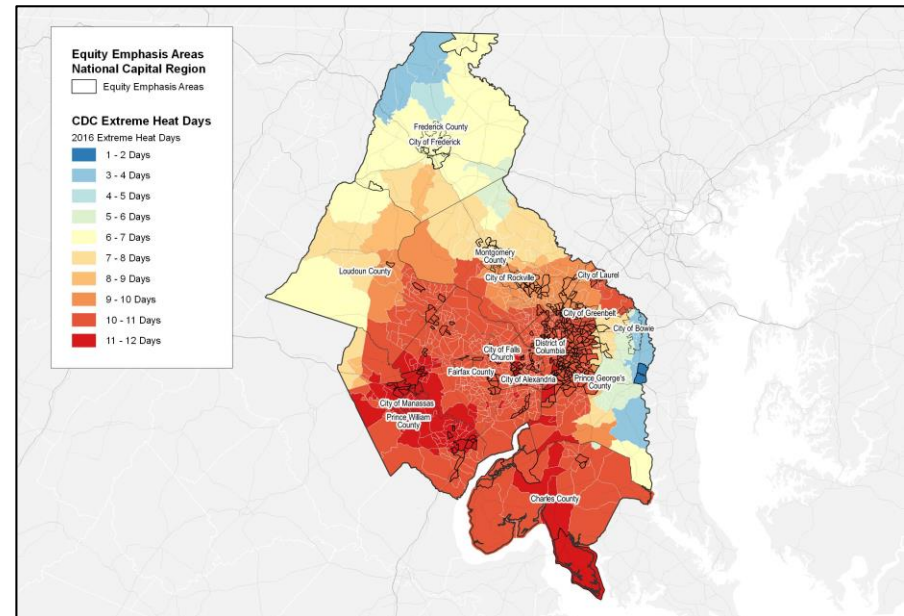 Equity Emphasis Areas
National Capital Region
Equity Emphasis Areas
CDC Extreme Heat Days
2016 Extreme Heat Days
1 - 2 Days
3 - 4 Days
4 - 5 Days
5 - 6 Days
6 - 7 Days
7 - 8 Days
8 - 9 Days
9 - 10 Days
10 - 11 Days
11 - 12 Days
Frederick County
City of Frederick
Montgomery
County
Loudoun County
City of Rockville
City of Laurel
City of Greenbelt
City of Bowie
City of Falls
Church
District of
Columbia
Fairfax County
City of Alexandria
Prince George's
County
City of Manassas
Prince William
County
Charles County